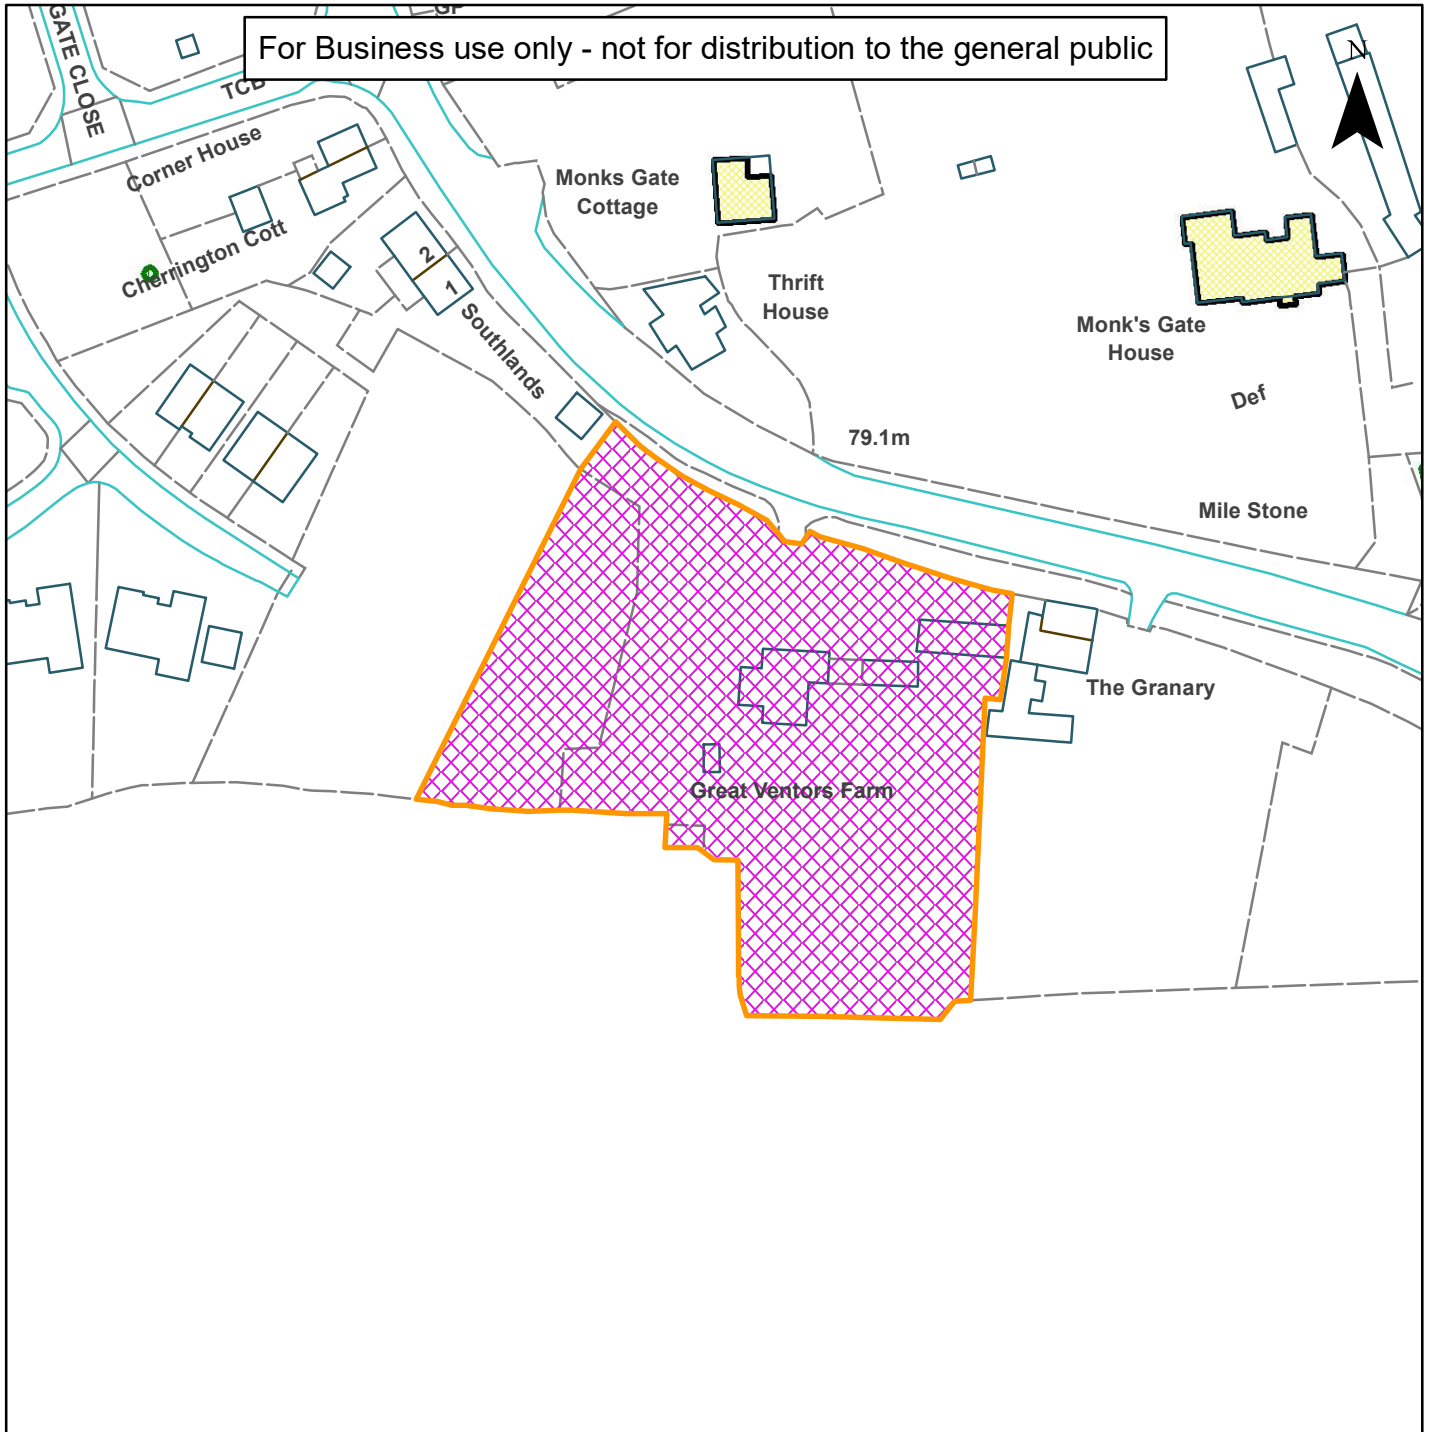 For Business use only - not for distribution to the general public
N
GATE CLOSE
TCB
Corner House
Cherrington Cott
2
1
Southlands
Monks Gate
Cottage
Thrift
House
Monk's Gate
House
Def
79.1m
Mile Stone
The Granary
Great Ventors Farm